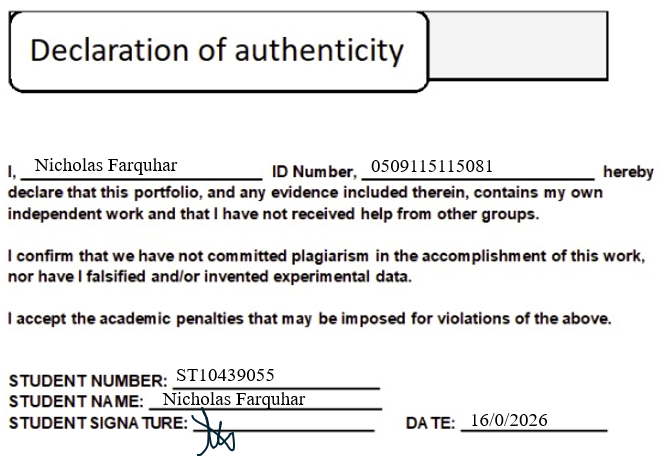 Declaration of authenticity
I, Nicholas Farquhar ID Number, 0509115115081 hereby
declare that this portfolio, and any evidence included therein, contains my own
independent work and that I have not received help from other groups.
I confirm that we have not committed plagiarism in the accomplishment of this work,
nor have I falsified and/or invented experimental data.
I accept the academic penalties that may be imposed for violations of the above.
STUDENT NUMBER: ST10439055
STUDENT NAME: Nicholas Farquhar
STUDENT SIGNATURE: DATE: 16/0/2026